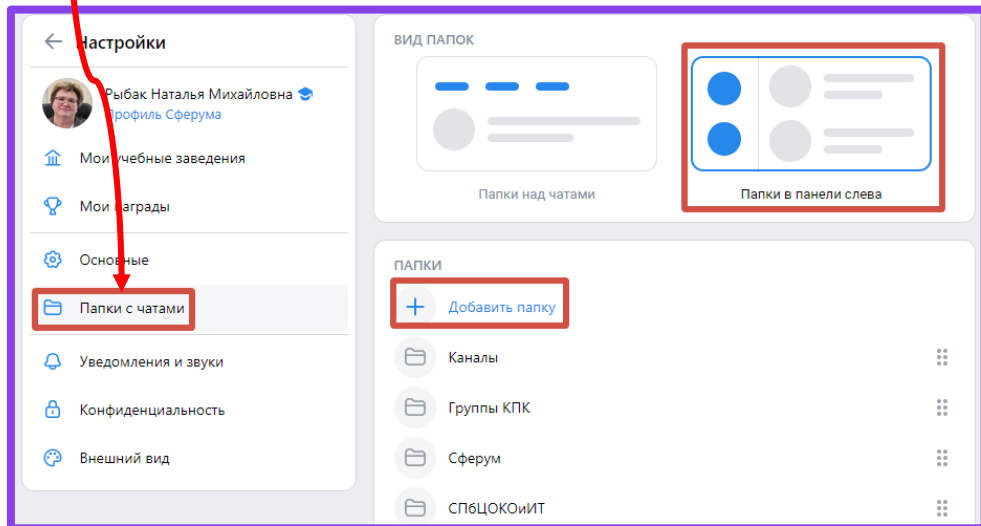 Настройки
Рыбак Наталья Михайловна
Профиль Сферума
Мои учебные заведения
Мои награды
Основные
Папки с чатами
Уведомления и звуки
Конфиденциальность
Внешний вид
ВИД ПАПОК
Папки над чатами
Папки в панели слева
ПАПКИ
Добавить папку
Каналы
Группы КПК
Сферум
СПбЦОКОиИТ